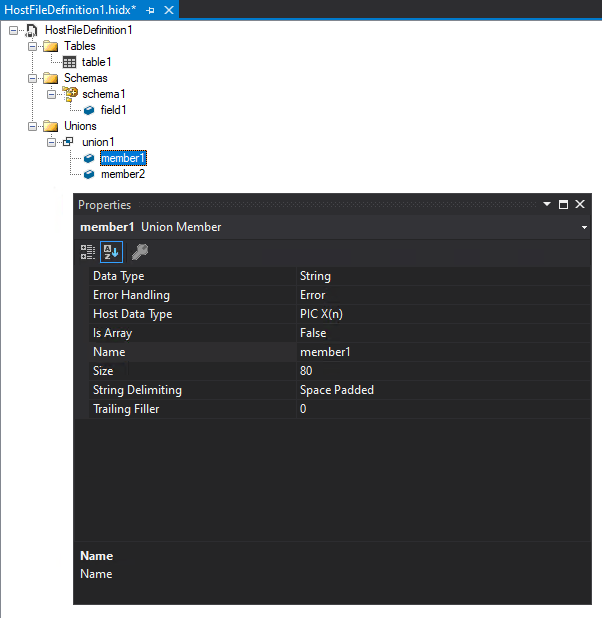 HostFileDefinition1.hidx*
HostFileDefinition1
Tables
table1
Schemas
schema1
field1
Unions
union1
member1
member2
Properties
member1 Union Member
Data Type String
Error Handling Error
Host Data Type PIC X(n)
Is Array False
Name member1
Size 80
String Delimiting Space Padded
Trailing Filler 0
Name
Name